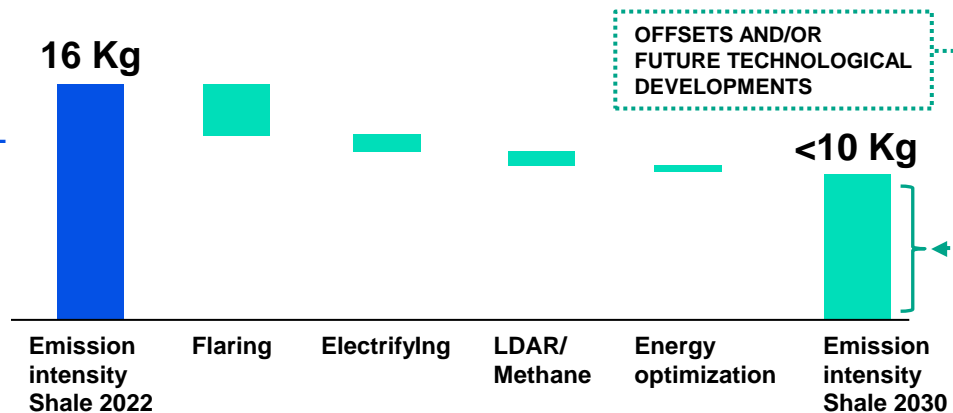 OFFSETS AND/OR
FUTURE TECHNOLOGICAL
DEVELOPMENTS
16 Kg
<10 Kg
Emission
intensity
Shale 2022
Flaring
ElectrifyIng
LDAR/
Methane
Energy
optimization
Emission
intensity
Shale 2030